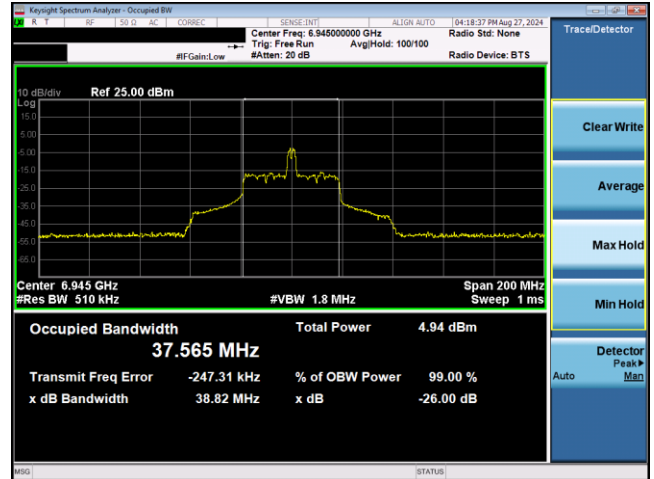 Keysight Spectrum Analyzer - Occupied BW
R T RF 50 Ω AC CORREC SENSE:INT ALIGN AUTO 04:18:37 PM Aug 27, 2024
Center Freq: 6.945000000 GHz Radio Std: None
Trig: Free Run Avg|Hold: 100/100
#IFGain:Low #Atten: 20 dB Radio Device: BTS
Trace/Detector
10 dB/div Ref 25.00 dBm
Log
15.0
5.00
-5.00
-15.0
-25.0
-35.0
-45.0
-55.0
-65.0
Center 6.945 GHz Span 200 MHz
#Res BW 510 kHz #VBW 1.8 MHz Sweep 1 ms
Occupied Bandwidth Total Power 4.94 dBm
37.565 MHz
Transmit Freq Error -247.31 kHz % of OBW Power 99.00 %
x dB Bandwidth 38.82 MHz x dB -26.00 dB
Clear Write
Average
Max Hold
Min Hold
Detector
Peak▶
Auto Man
MSG STATUS